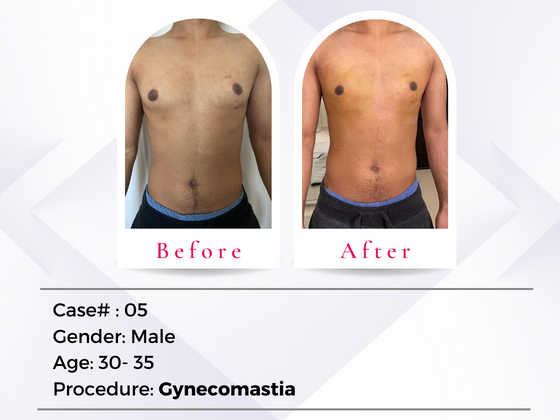 Before After
Case# : 05
Gender: Male
Age: 30- 35
Procedure: Gynecomastia